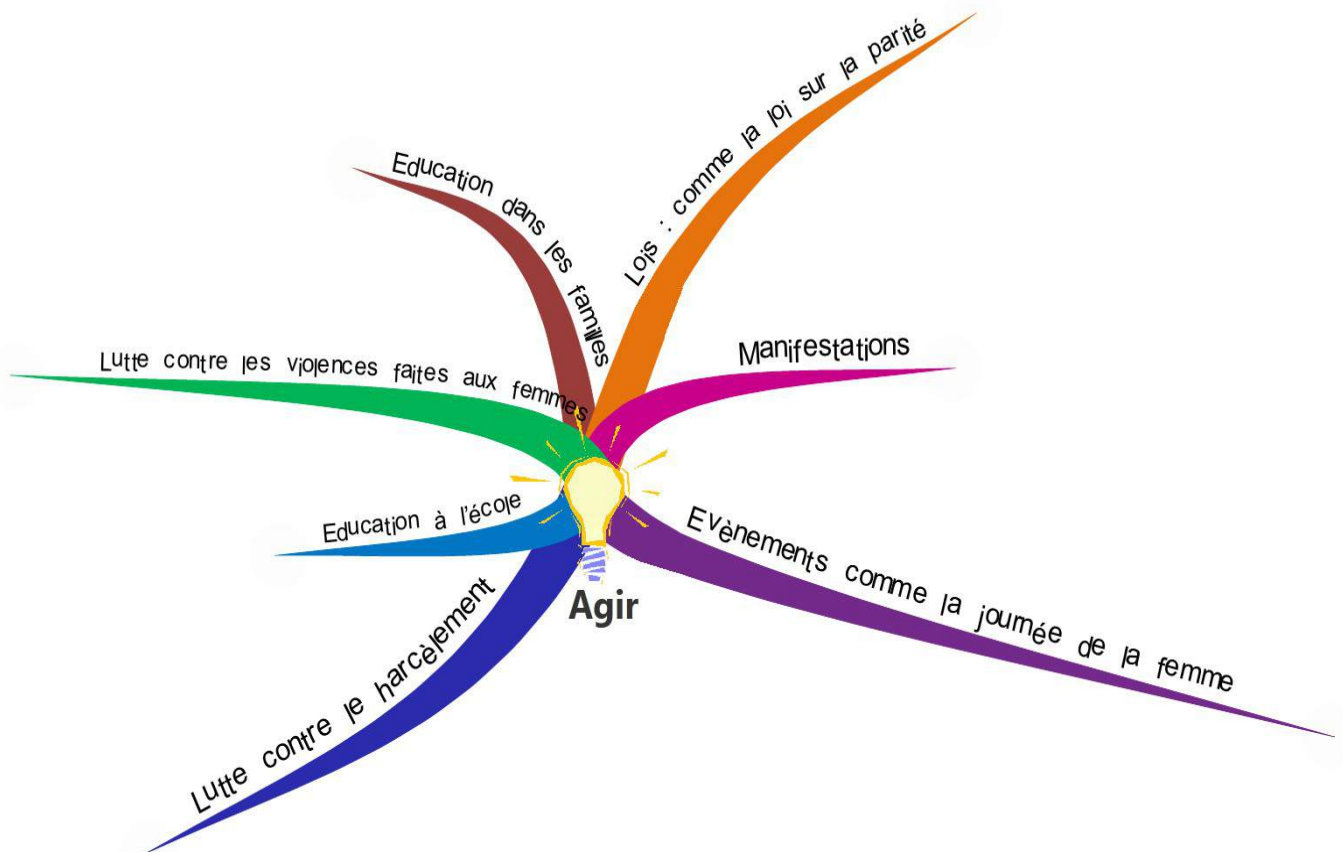 Lois : comme la loi sur la parité
Education dans les familles
Manifestations
Lutte contre les violences faites aux femmes
Education à l'école
Evènements comme la journée de la femme
Agir
Lutte contre le harcèlement